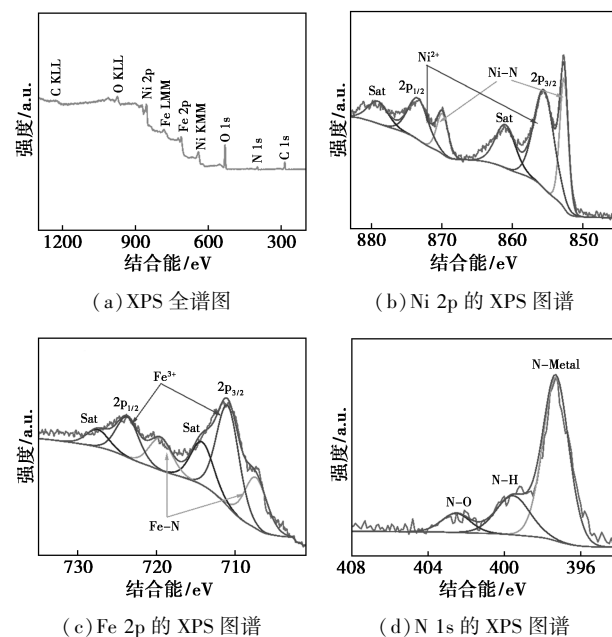 强度/a.u.
C KLL
O KLL
Ni 2p
Fe LMM
Fe 2p
Ni KMM
O 1s
N 1s
C 1s
1200 900 600 300
结合能/eV
(a)XPS 全谱图
强度/a.u.
Ni²⁺
Ni-N
2p₃/₂
2p₁/₂
Sat
Sat
880 870 860 850
结合能/eV
(b)Ni 2p 的 XPS 图谱
强度/a.u.
Fe³⁺
2p₃/₂
2p₁/₂
Sat
Sat
Fe-N
730 720 710
结合能/eV
(c)Fe 2p 的 XPS 图谱
强度/a.u.
N-Metal
N-H
N-O
408 404 400 396
结合能/eV
(d)N 1s 的 XPS 图谱